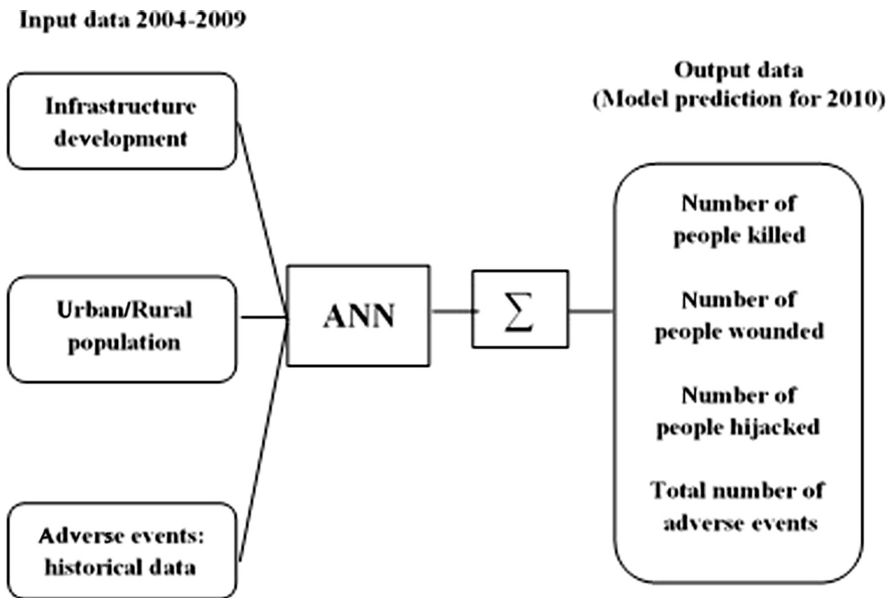 Input data 2004-2009
Infrastructure
development
Urban/Rural
population
Adverse events:
historical data
ANN
∑
Output data
(Model prediction for 2010)
Number of
people killed
Number of
people wounded
Number of
people hijacked
Total number of
adverse events